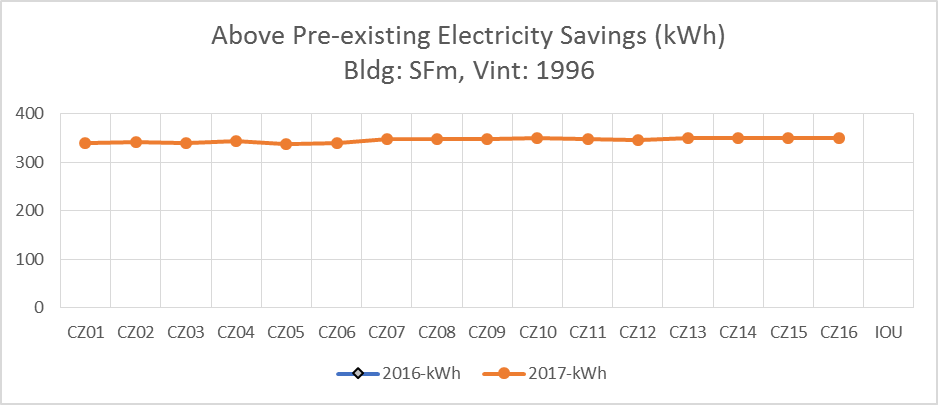 Above Pre-existing Electricity Savings (kWh)
Bldg: SFm, Vint: 1996
400
300
200
100
0
CZ01 CZ02 CZ03 CZ04 CZ05 CZ06 CZ07 CZ08 CZ09 CZ10 CZ11 CZ12 CZ13 CZ14 CZ15 CZ16 IOU
2016-kWh 2017-kWh